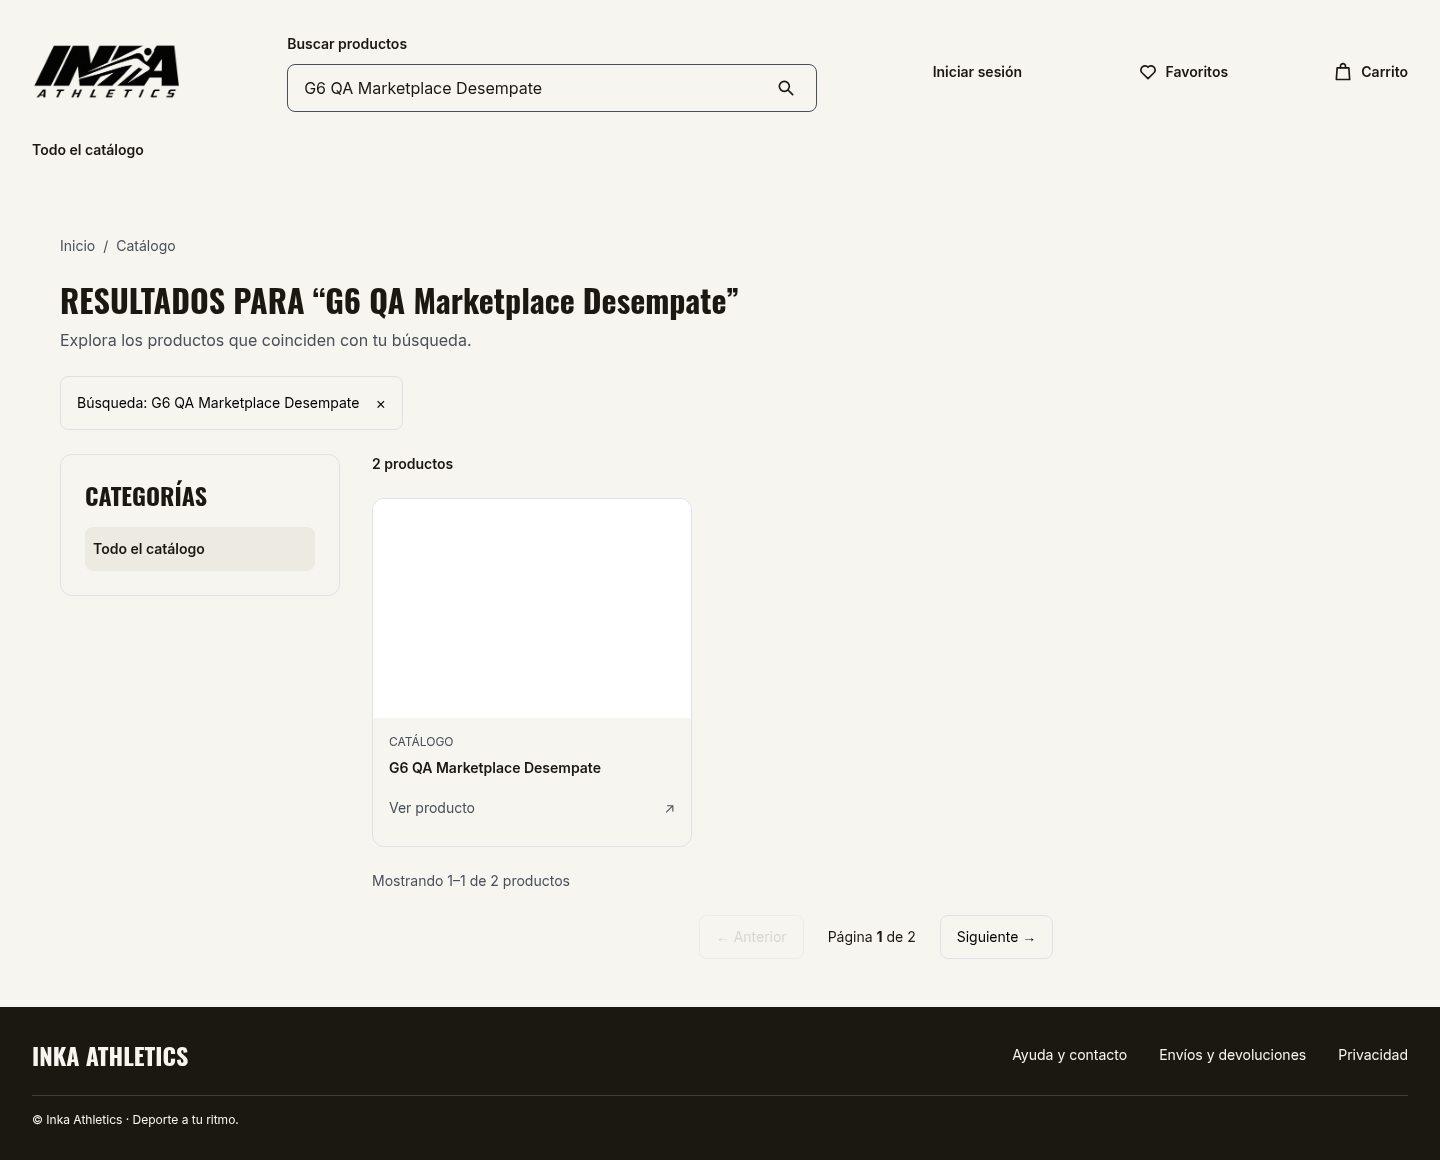 INKA
ATHLETICS
Buscar productos
G6 QA Marketplace Desempate
Iniciar sesión
Favoritos
Carrito
Todo el catálogo
Inicio / Catálogo
RESULTADOS PARA “G6 QA Marketplace Desempate”
Explora los productos que coinciden con tu búsqueda.
Búsqueda: G6 QA Marketplace Desempate ×
CATEGORÍAS
Todo el catálogo
2 productos
CATÁLOGO
G6 QA Marketplace Desempate
Ver producto ↗
Mostrando 1–1 de 2 productos
← Anterior
Página 1 de 2
Siguiente →
INKA ATHLETICS
Ayuda y contacto
Envíos y devoluciones
Privacidad
© Inka Athletics · Deporte a tu ritmo.